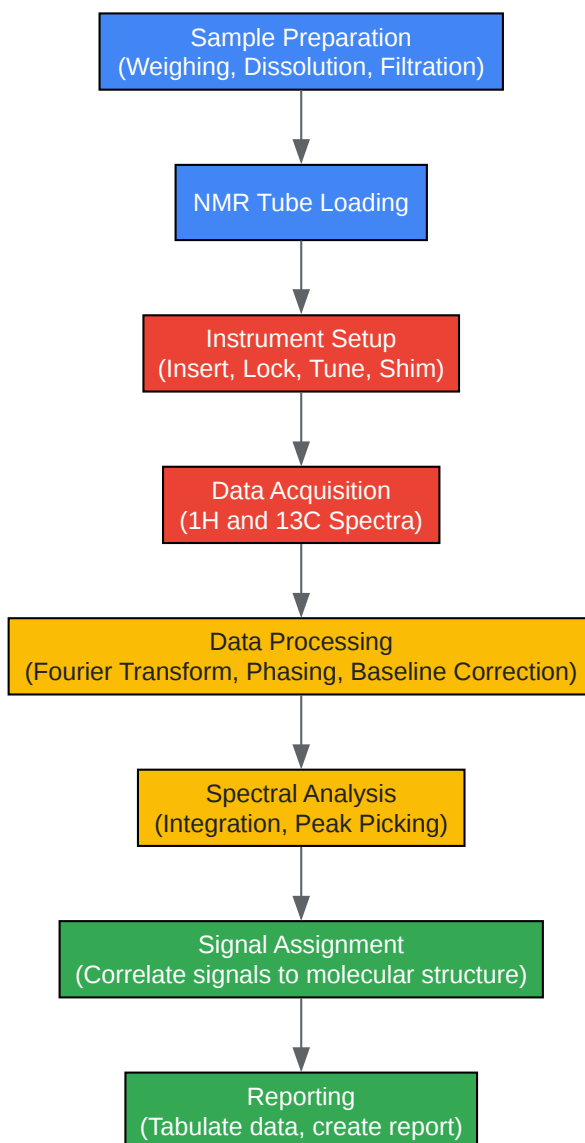 Sample Preparation
(Weighing, Dissolution, Filtration)
NMR Tube Loading
Instrument Setup
(Insert, Lock, Tune, Shim)
Data Acquisition
(1H and 13C Spectra)
Data Processing
(Fourier Transform, Phasing, Baseline Correction)
Spectral Analysis
(Integration, Peak Picking)
Signal Assignment
(Correlate signals to molecular structure)
Reporting
(Tabulate data, create report)